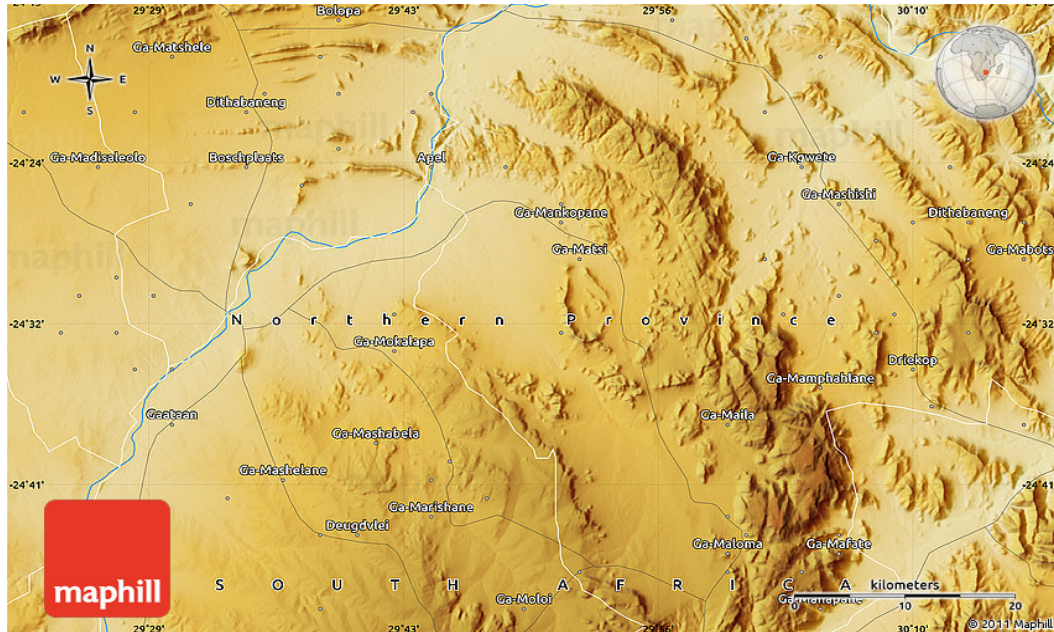 29°29'
29°43'
29°56'
30°10'
Bolopa
Ga-Matshele
N
W E
S
Dithabaneng
Ga-Madisaleolo
Boschplaats
Apel
Ga-Kgwete
-24°24'
-24°24'
Ga-Mashishi
Ga-Mankopane
Dithabaneng
Ga-Matsi
Ga-Mabots
maphill
maphill
maphill
maphill
-24°32'
Northern Province
-24°32'
Ga-Mokalapa
Driekop
Ga-Mamphahlane
Gaataan
Ga-Maila
Ga-Mashabela
Ga-Mashelane
-24°41'
-24°41'
Ga-Marishane
Deugdvlei
Ga-Maloma
Ga-Mafate
maphill
SOUTH AFRICA
kilometers
Ga-Moloi
0 10 20
29°29'
29°43'
29°56'
30°10'
© 2011 Maphill